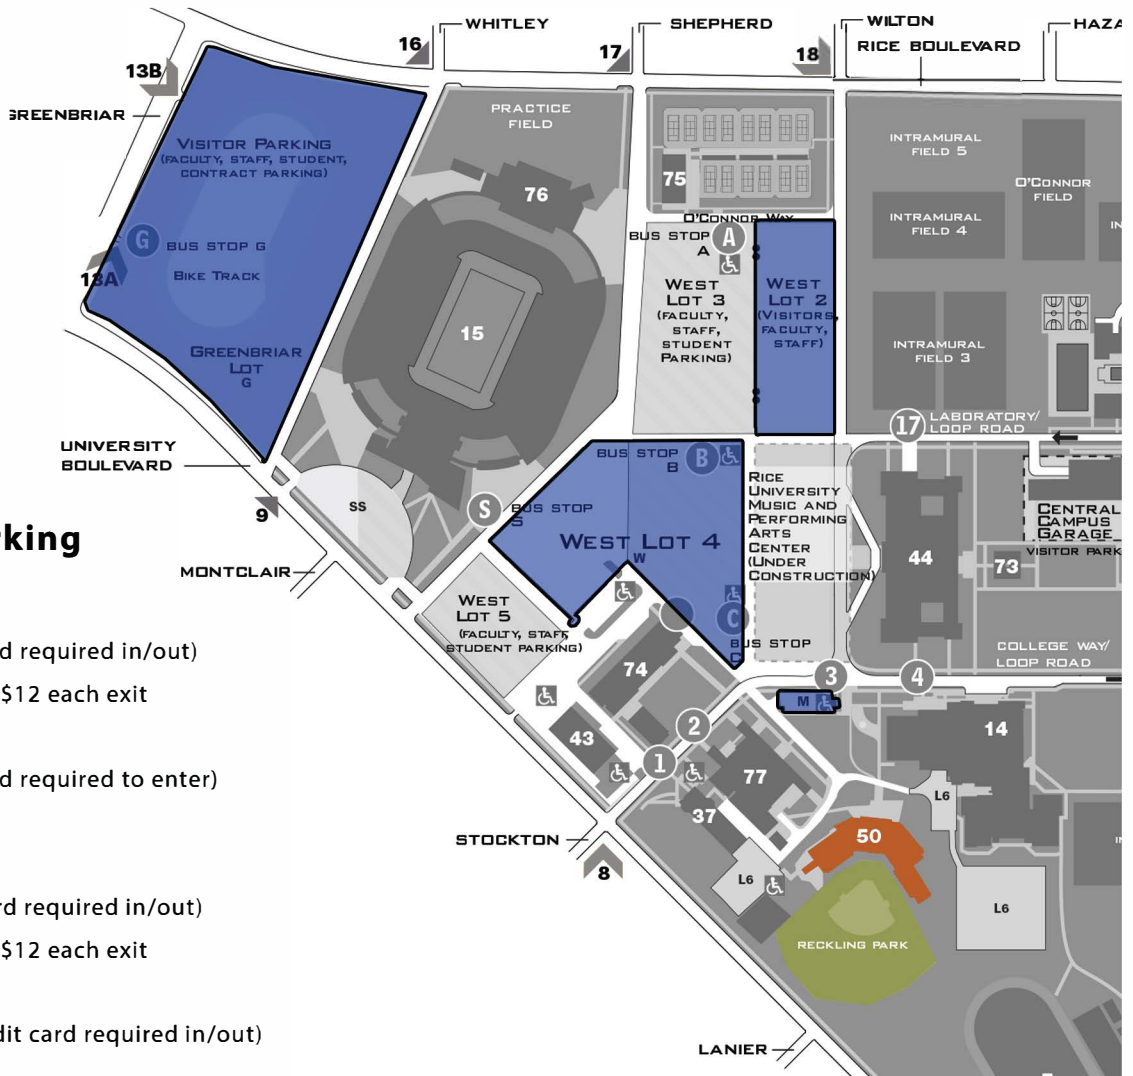 WHITLEY
SHEPHERD
WILTON
RICE BOULEVARD
HAZA
16
17
18
13B
GREENBRIAR
PRACTICE
FIELD
VISITOR PARKING
(FACULTY, STAFF, STUDENT,
CONTRACT PARKING)
76
75
INTRAMURAL
FIELD 5
O'CONNOR
FIELD
INTRAMURAL
FIELD 4
IN
O'CONNOR WAY
BUS STOP
A
A
G
BUS STOP G
BIKE TRACK
13A
WEST
LOT 3
(FACULTY,
STAFF,
STUDENT
PARKING)
WEST
LOT 2
(VISITORS,
FACULTY,
STAFF)
15
INTRAMURAL
FIELD 3
GREENBRIAR
LOT
G
17
LABORATORY/
LOOP ROAD
UNIVERSITY
BOULEVARD
BUS STOP
B
B
RICE
UNIVERSITY
MUSIC AND
PERFORMING
ARTS
CENTER
(UNDER
CONSTRUCTION)
9
SS
S
BUS STOP
S
WEST LOT 4
W
CENTRAL
CAMPUS
GARAGE
VISITOR PARK
44
73
rking
MONTCLAIR
WEST
LOT 5
(FACULTY, STAFF,
STUDENT PARKING)
C
BUS STOP
C
COLLEGE WAY/
LOOP ROAD
d required in/out)
74
3
4
$12 each exit
M
43
2
14
1
77
d required to enter)
L6
37
STOCKTON
50
8
L6
L6
rd required in/out)
RECKLING PARK
$12 each exit
IN
dit card required in/out)
LANIER